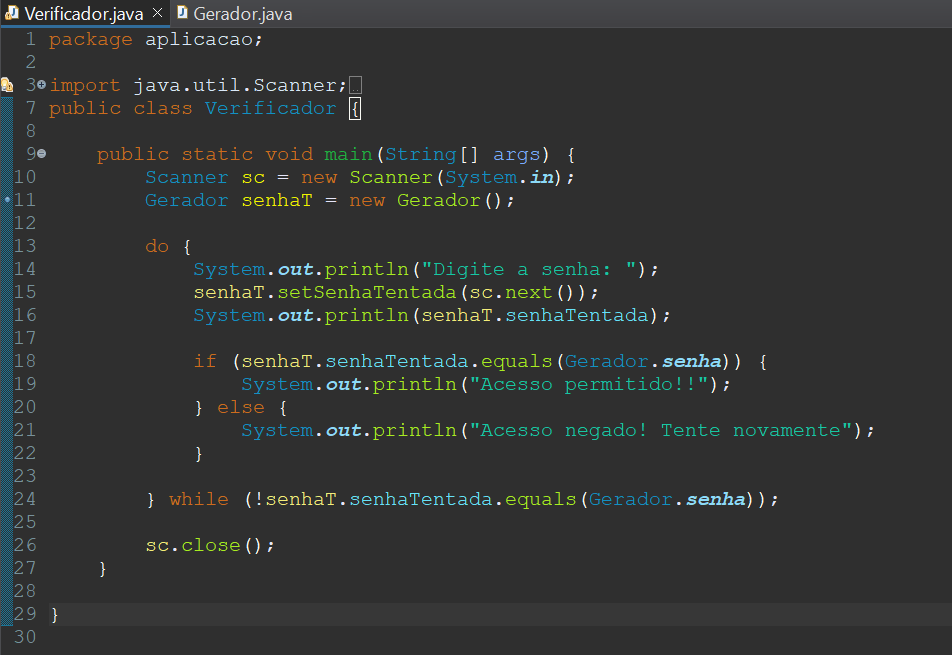 Verificador.java × Gerador.java
1 package aplicacao;
2
3 import java.util.Scanner;
7 public class Verificador {
8
9 public static void main(String[] args) {
10 Scanner sc = new Scanner(System.in);
11 Gerador senhaT = new Gerador();
12
13 do {
14 System.out.println("Digite a senha: ");
15 senhaT.setSenhaTentada(sc.next());
16 System.out.println(senhaT.senhaTentada);
17
18 if (senhaT.senhaTentada.equals(Gerador.senha)) {
19 System.out.println("Acesso permitido!!");
20 } else {
21 System.out.println("Acesso negado! Tente novamente");
22 }
23
24 } while (!senhaT.senhaTentada.equals(Gerador.senha));
25
26 sc.close();
27 }
28
29 }
30